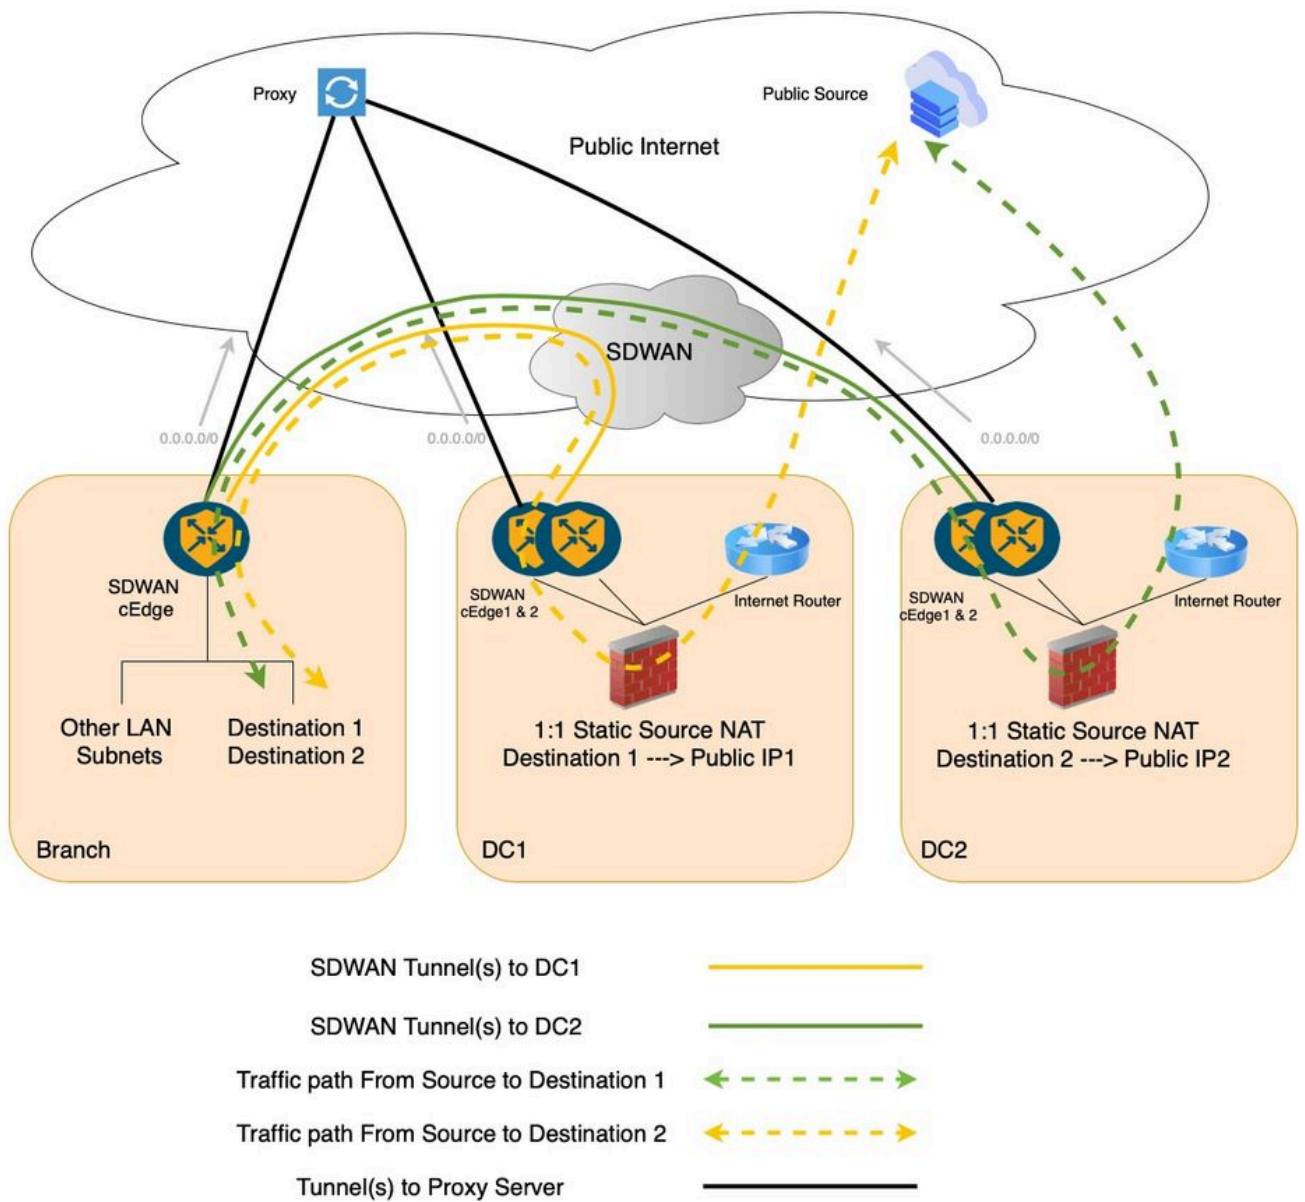 Proxy
Public Source
Public Internet
SDWAN
0.0.0.0/0
0.0.0.0/0
0.0.0.0/0
SDWAN
cEdge
SDWAN
cEdge1 & 2
Internet Router
SDWAN
cEdge1 & 2
Internet Router
Other LAN
Subnets
Destination 1
Destination 2
1:1 Static Source NAT
Destination 1 ---> Public IP1
1:1 Static Source NAT
Destination 2 ---> Public IP2
Branch
DC1
DC2
SDWAN Tunnel(s) to DC1
SDWAN Tunnel(s) to DC2
Traffic path From Source to Destination 1
Traffic path From Source to Destination 2
Tunnel(s) to Proxy Server